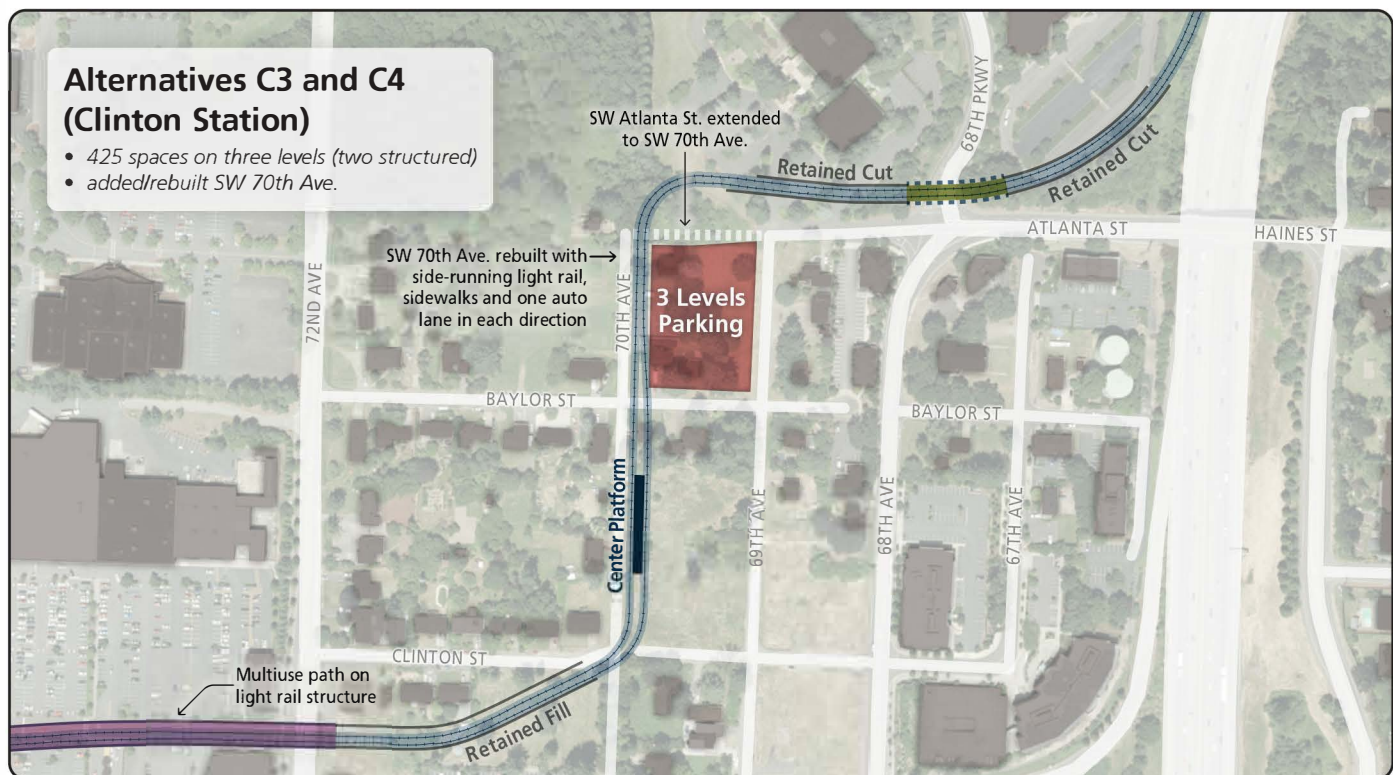 Alternatives C3 and C4
(Clinton Station)
• 425 spaces on three levels (two structured)
• added/rebuilt SW 70th Ave.
SW Atlanta St. extended
to SW 70th Ave.
68TH PKWY
Retained Cut
Retained Cut
ATLANTA ST
HAINES ST
SW 70th Ave. rebuilt with
side-running light rail,
sidewalks and one auto
lane in each direction
72ND AVE
70TH AVE
3 Levels
Parking
BAYLOR ST
BAYLOR ST
Center Platform
69TH AVE
68TH AVE
67TH AVE
CLINTON ST
Multiuse path on
light rail structure
Retained Fill